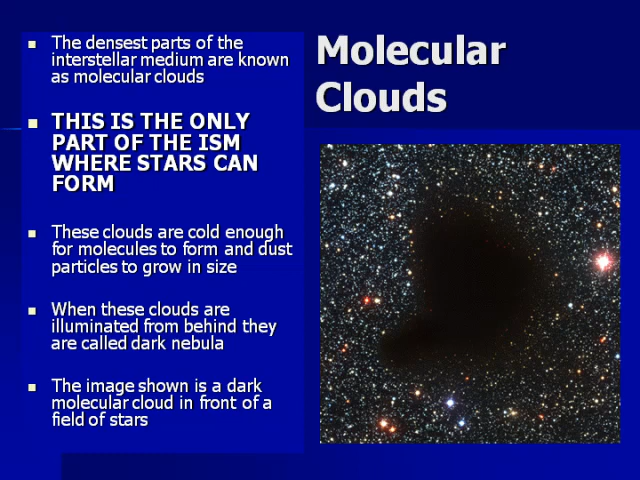 Molecular
Clouds
The densest parts of the
interstellar medium are known
as molecular clouds
THIS IS THE ONLY
PART OF THE ISM
WHERE STARS CAN
FORM
These clouds are cold enough
for molecules to form and dust
particles to grow in size
When these clouds are
illuminated from behind they
are called dark nebula
The image shown is a dark
molecular cloud in front of a
field of stars